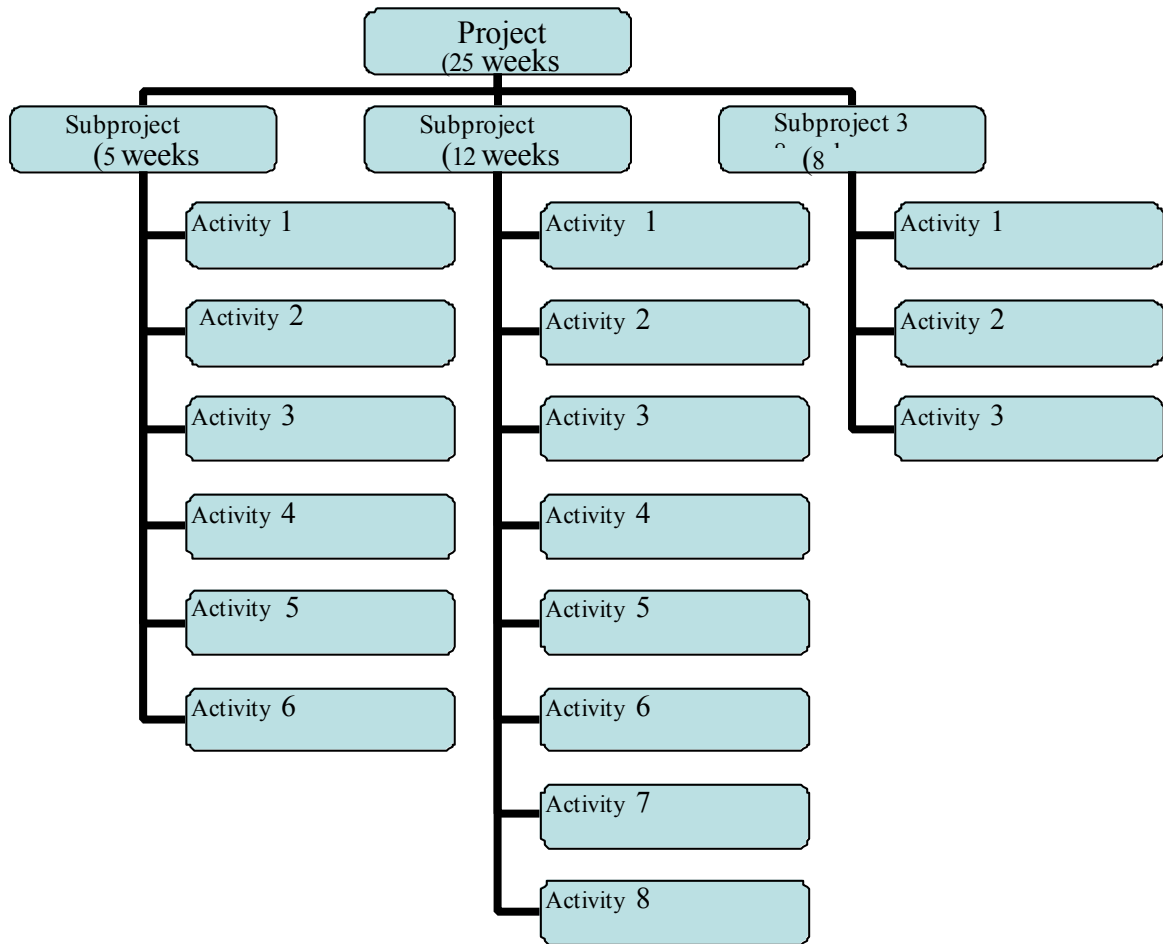 Project
(25 weeks
Subproject
(5 weeks
Subproject
(12 weeks
Subproject 3
(8
Activity 1
Activity 2
Activity 3
Activity 4
Activity 5
Activity 6
Activity 1
Activity 2
Activity 3
Activity 4
Activity 5
Activity 6
Activity 7
Activity 8
Activity 1
Activity 2
Activity 3